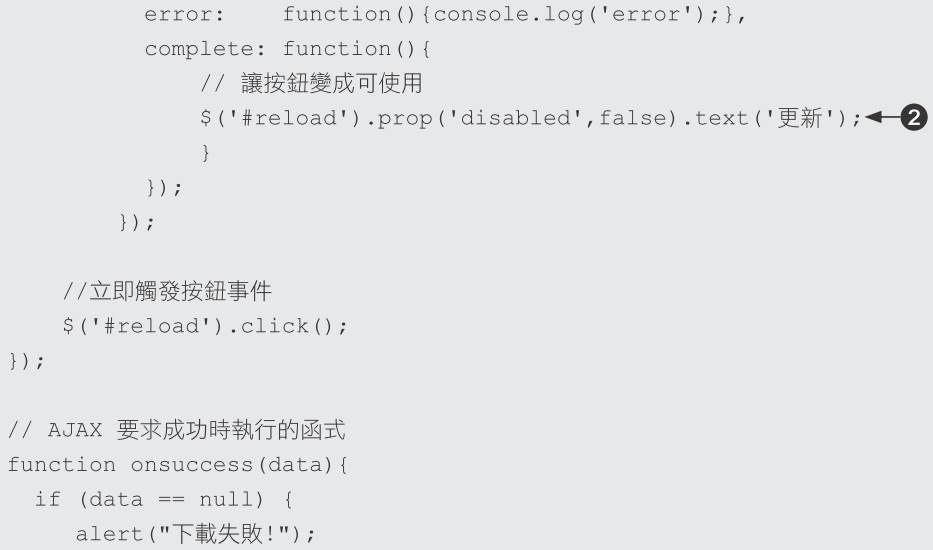 error:    function(){console.log('error');},
complete: function(){
// 讓按鈕變成可使用
$('#reload').prop('disabled',false).text('更新');←❷
}
});
});
//立即觸發按鈕事件
$('#reload').click();
});
// AJAX 要求成功時執行的函式
function onsuccess(data){
if (data == null) {
alert("下載失敗!");